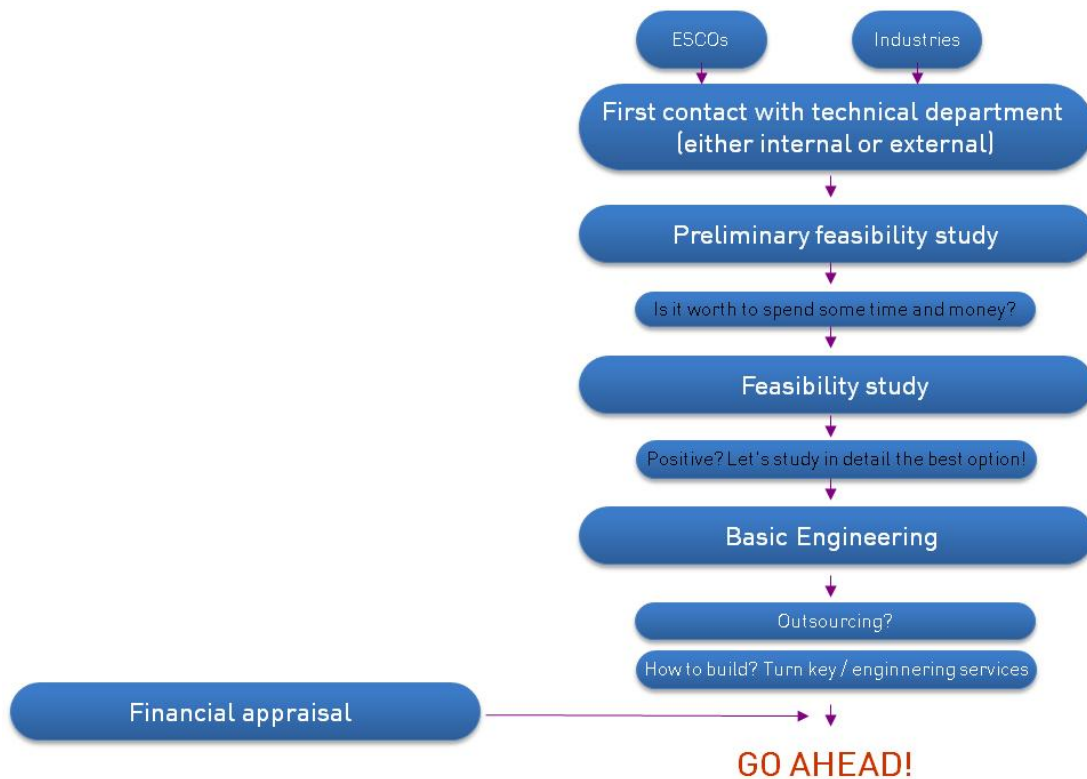 ESCOs
Industries
First contact with technical department
(either internal or external)
Preliminary feasibility study
Is it worth to spend some time and money?
Feasibility study
Positive? Let's study in detail the best option!
Basic Engineering
Outsourcing?
How to build? Turn key / enginnering services
Financial appraisal
GO AHEAD!